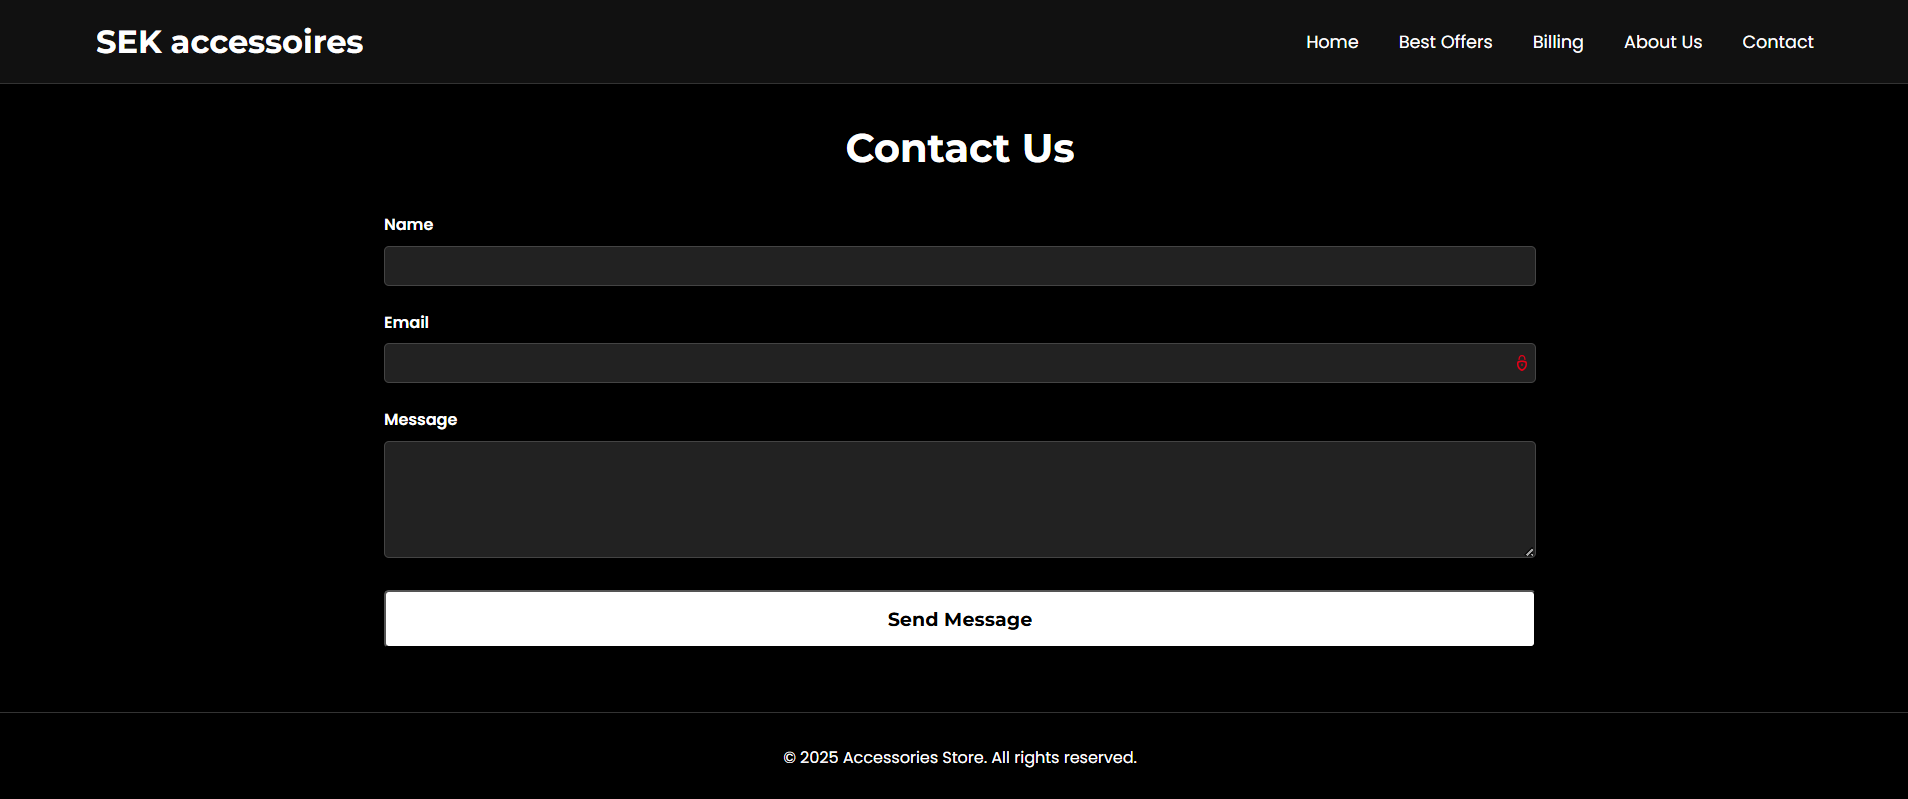 SEK accessoires
Home Best Offers Billing About Us Contact
Contact Us
Name
Email
Message
Send Message
© 2025 Accessories Store. All rights reserved.